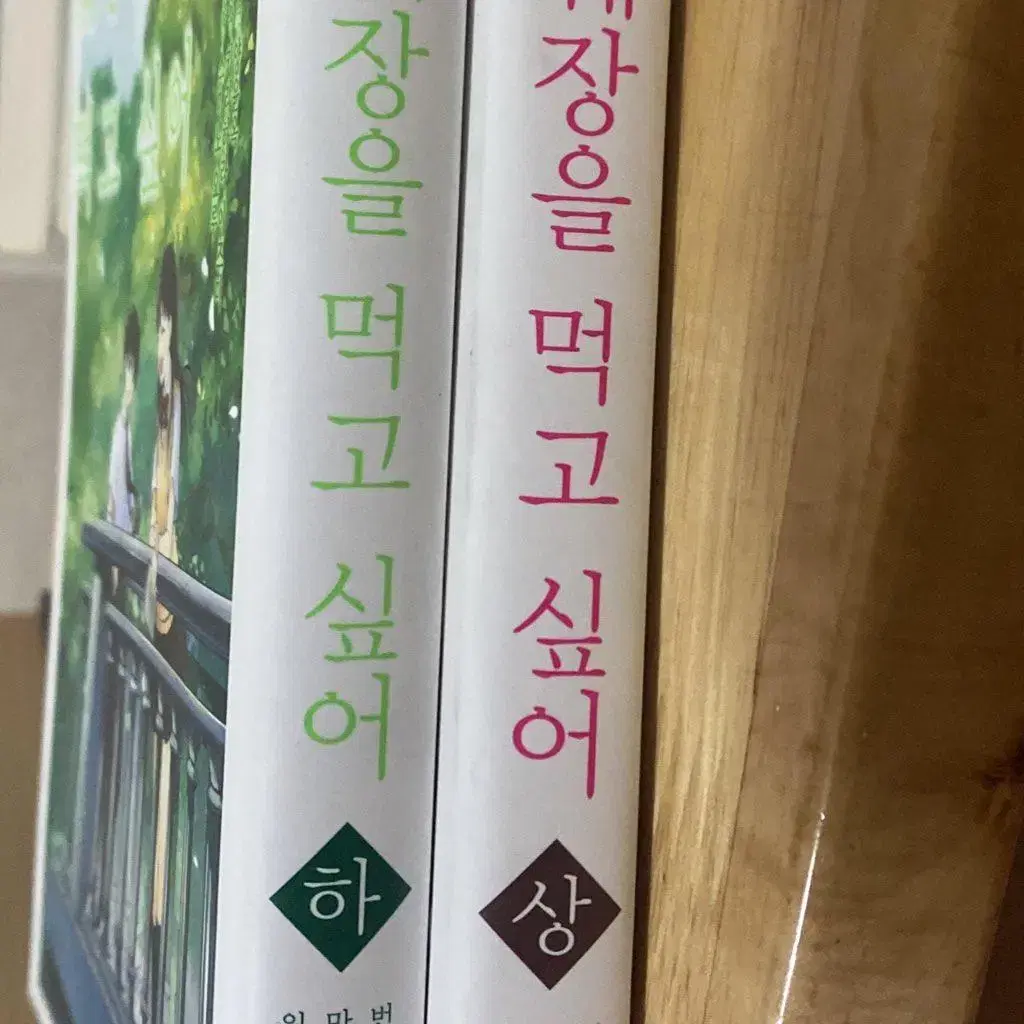 장을 먹고 싶어
하
장을 먹고 싶어
상